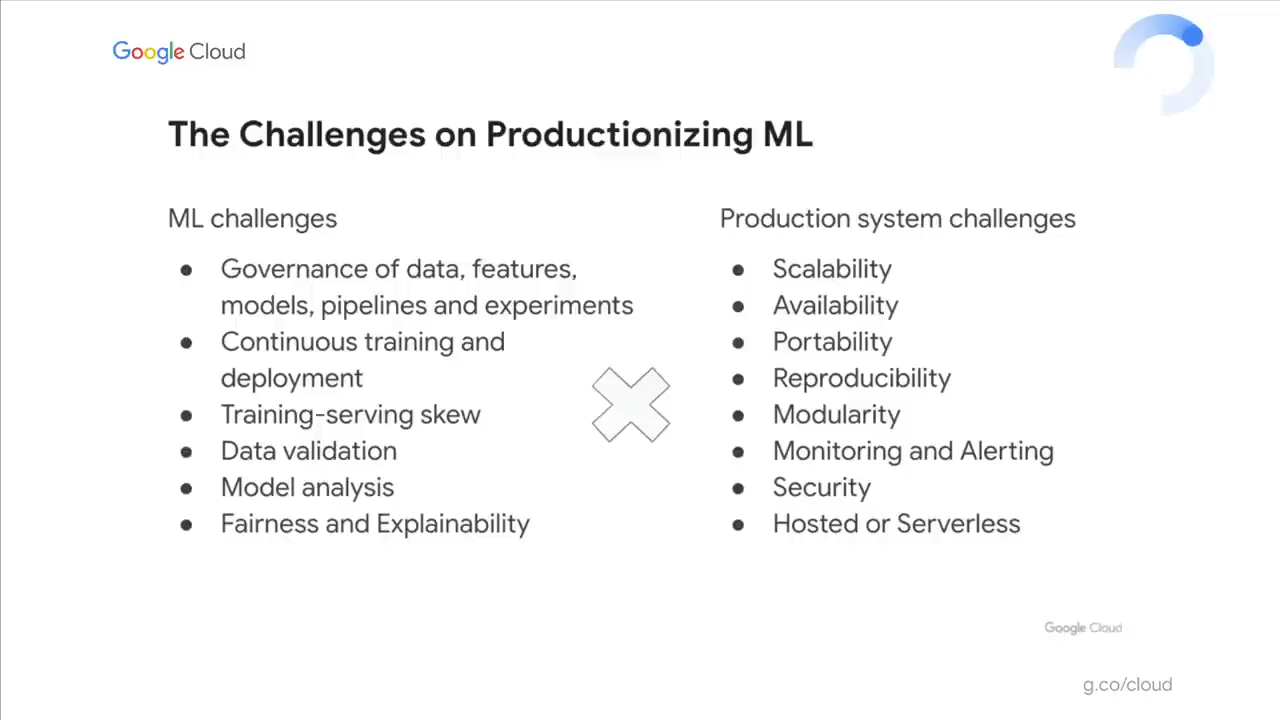 Google Cloud
The Challenges on Productionizing ML
ML challenges
● Governance of data, features,
models, pipelines and experiments
● Continuous training and
deployment
● Training-serving skew
● Data validation
● Model analysis
● Fairness and Explainability
Production system challenges
● Scalability
● Availability
● Portability
● Reproducibility
● Modularity
● Monitoring and Alerting
● Security
● Hosted or Serverless
Google Cloud
g.co/cloud